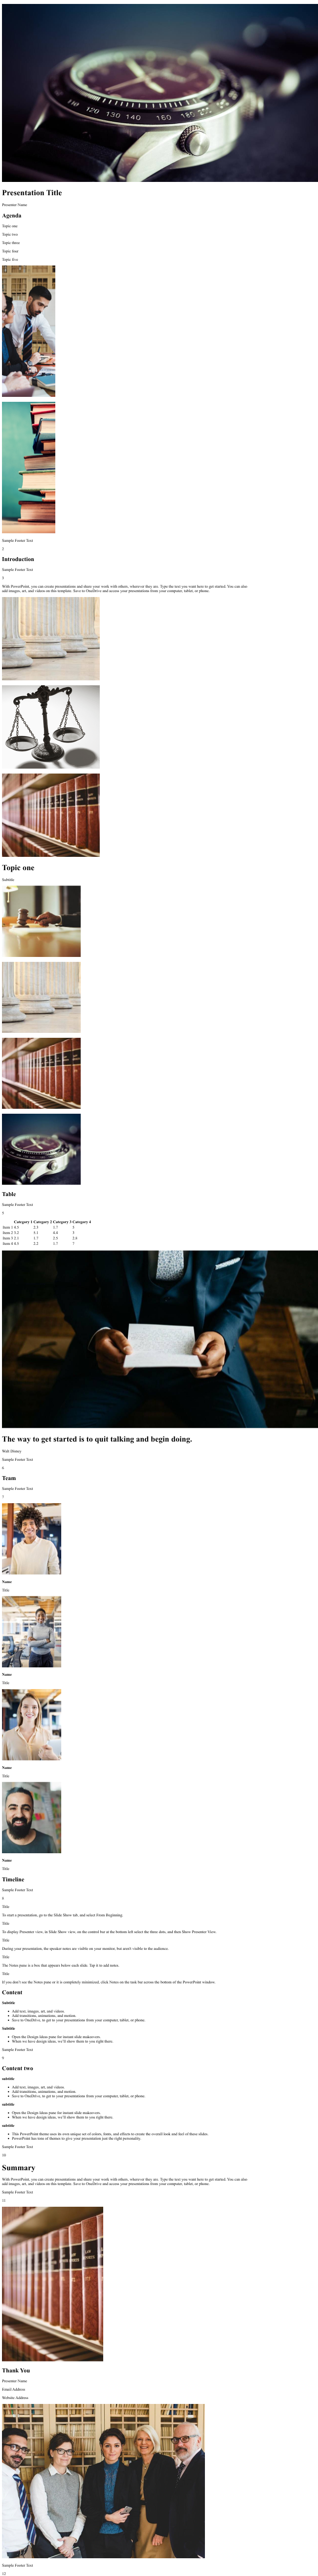 Presentation Title
Presenter Name
Agenda
Topic one
Topic two
Topic three
Topic four
Topic five
Sample Footer Text
2
Introduction
Sample Footer Text
3
With PowerPoint, you can create presentations and share your work with others, wherever they are. Type the text you want here to get started. You can also
add images, art, and videos on this template. Save to OneDrive and access your presentations from your computer, tablet, or phone.
Topic one
Subtitle
Table
Sample Footer Text
5
Category 1 Category 2 Category 3 Category 4
Item 1 4.5 2.3 1.7 5
Item 2 3.2 5.1 4.4 3
Item 3 2.1 1.7 2.5 2.8
Item 4 4.5 2.2 1.7 7
The way to get started is to quit talking and begin doing.
Walt Disney
Sample Footer Text
6
Team
Sample Footer Text
7
Name
Title
Name
Title
Name
Title
Name
Title
Timeline
Sample Footer Text
8
Title
To start a presentation, go to the Slide Show tab, and select From Beginning.
Title
To display Presenter view, in Slide Show view, on the control bar at the bottom left select the three dots, and then Show Presenter View.
Title
During your presentation, the speaker notes are visible on your monitor, but aren't visible to the audience.
Title
The Notes pane is a box that appears below each slide. Tap it to add notes.
Title
If you don't see the Notes pane or it is completely minimized, click Notes on the task bar across the bottom of the PowerPoint window.
Content
Subtitle
Add text, images, art, and videos.
Add transitions, animations, and motion.
Save to OneDrive, to get to your presentations from your computer, tablet, or phone.
Subtitle
Open the Design Ideas pane for instant slide makeovers.
When we have design ideas, we'll show them to you right there.
Sample Footer Text
9
Content two
subtitle
Add text, images, art, and videos.
Add transitions, animations, and motion.
Save to OneDrive, to get to your presentations from your computer, tablet, or phone.
subtitle
Open the Design Ideas pane for instant slide makeovers.
When we have design ideas, we'll show them to you right there.
subtitle
This PowerPoint theme uses its own unique set of colors, fonts, and effects to create the overall look and feel of these slides.
PowerPoint has tons of themes to give your presentation just the right personality.
Sample Footer Text
10
Summary
With PowerPoint, you can create presentations and share your work with others, wherever they are. Type the text you want here to get started. You can also
add images, art, and videos on this template. Save to OneDrive and access your presentations from your computer, tablet, or phone.
Sample Footer Text
11
Thank You
Presenter Name
Email Address
Website Address
Sample Footer Text
12